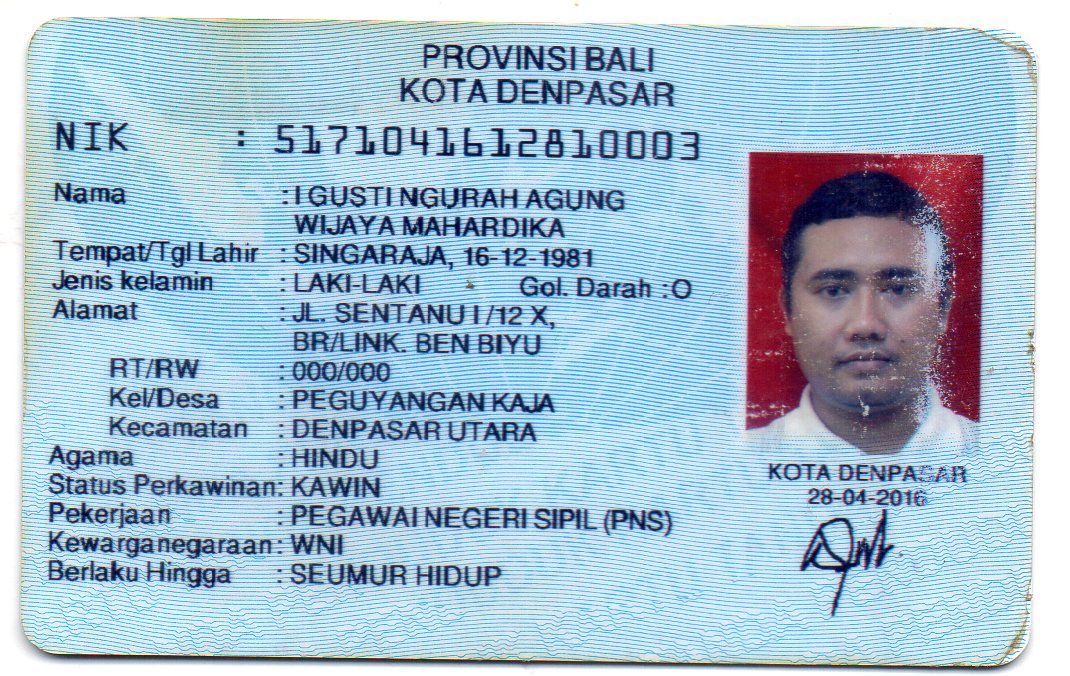 PROVINSI BALI
KOTA DENPASAR
NIK : 5171041612810003
Nama : I GUSTI NGURAH AGUNG
WIJAYA MAHARDIKA
Tempat/Tgl Lahir : SINGARAJA, 16-12-1981
Jenis kelamin : LAKI-LAKI Gol. Darah : O
Alamat : JL. SENTANU I /12 X,
BR/LINK. BEN BIYU
RT/RW : 000/000
Kel/Desa : PEGUYANGAN KAJA
Kecamatan : DENPASAR UTARA
Agama : HINDU
Status Perkawinan: KAWIN
Pekerjaan : PEGAWAI NEGERI SIPIL (PNS)
Kewarganegaraan: WNI
Berlaku Hingga : SEUMUR HIDUP
KOTA DENPASAR
28-04-2016